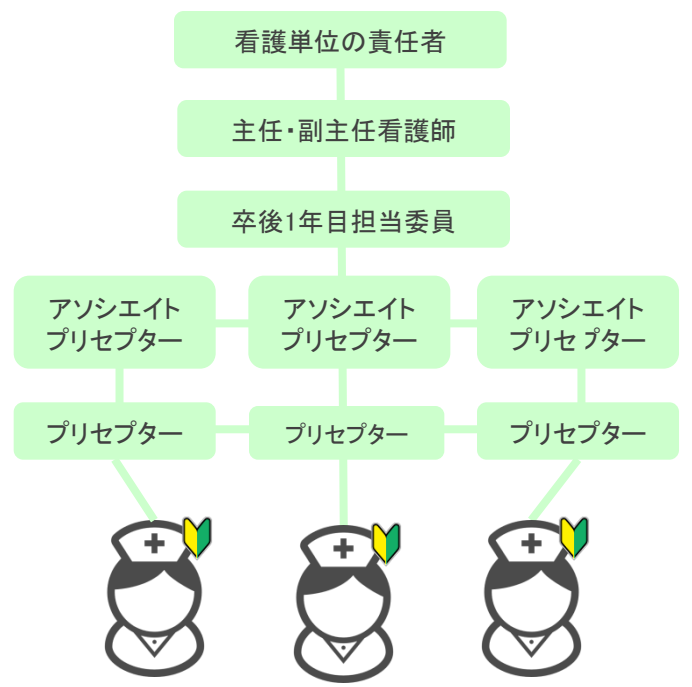 看護単位の責任者
主任・副主任看護師
卒後1年目担当委員
アソシエイト
プリセプター
アソシエイト
プリセプター
アソシエイト
プリセプター
プリセプター
プリセプター
プリセプター